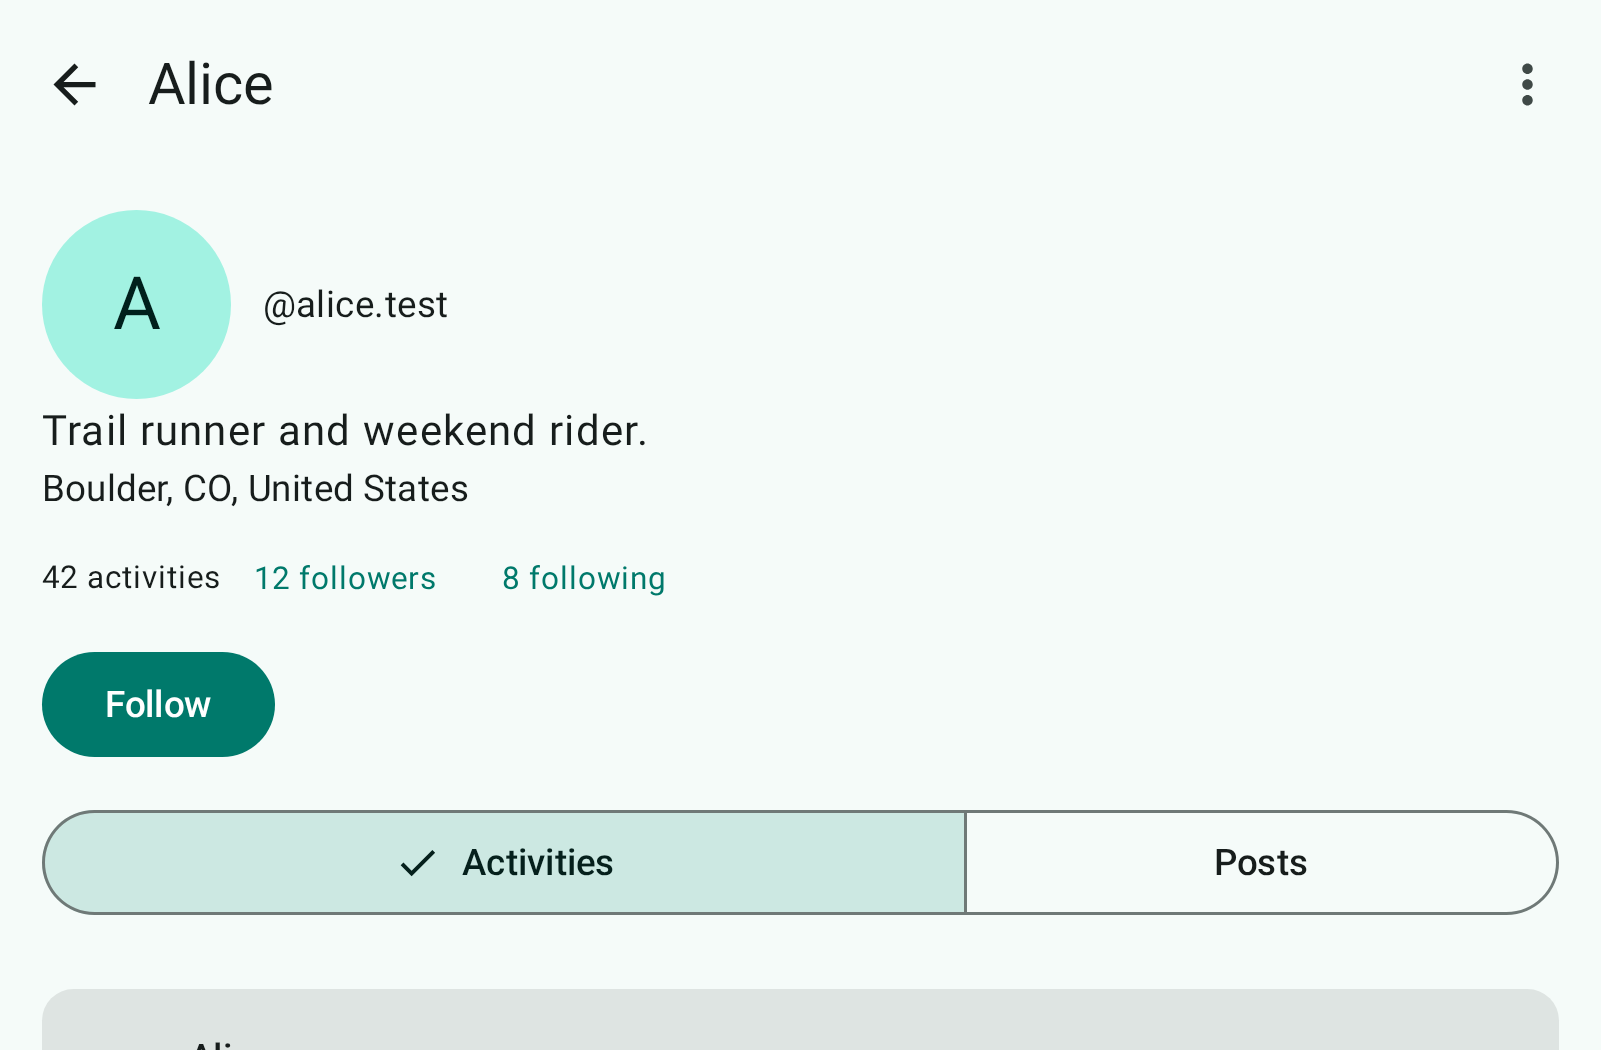 Alice
A
@alice.test
Trail runner and weekend rider.
Boulder, CO, United States
42 activities 12 followers 8 following
Follow
Activities Posts